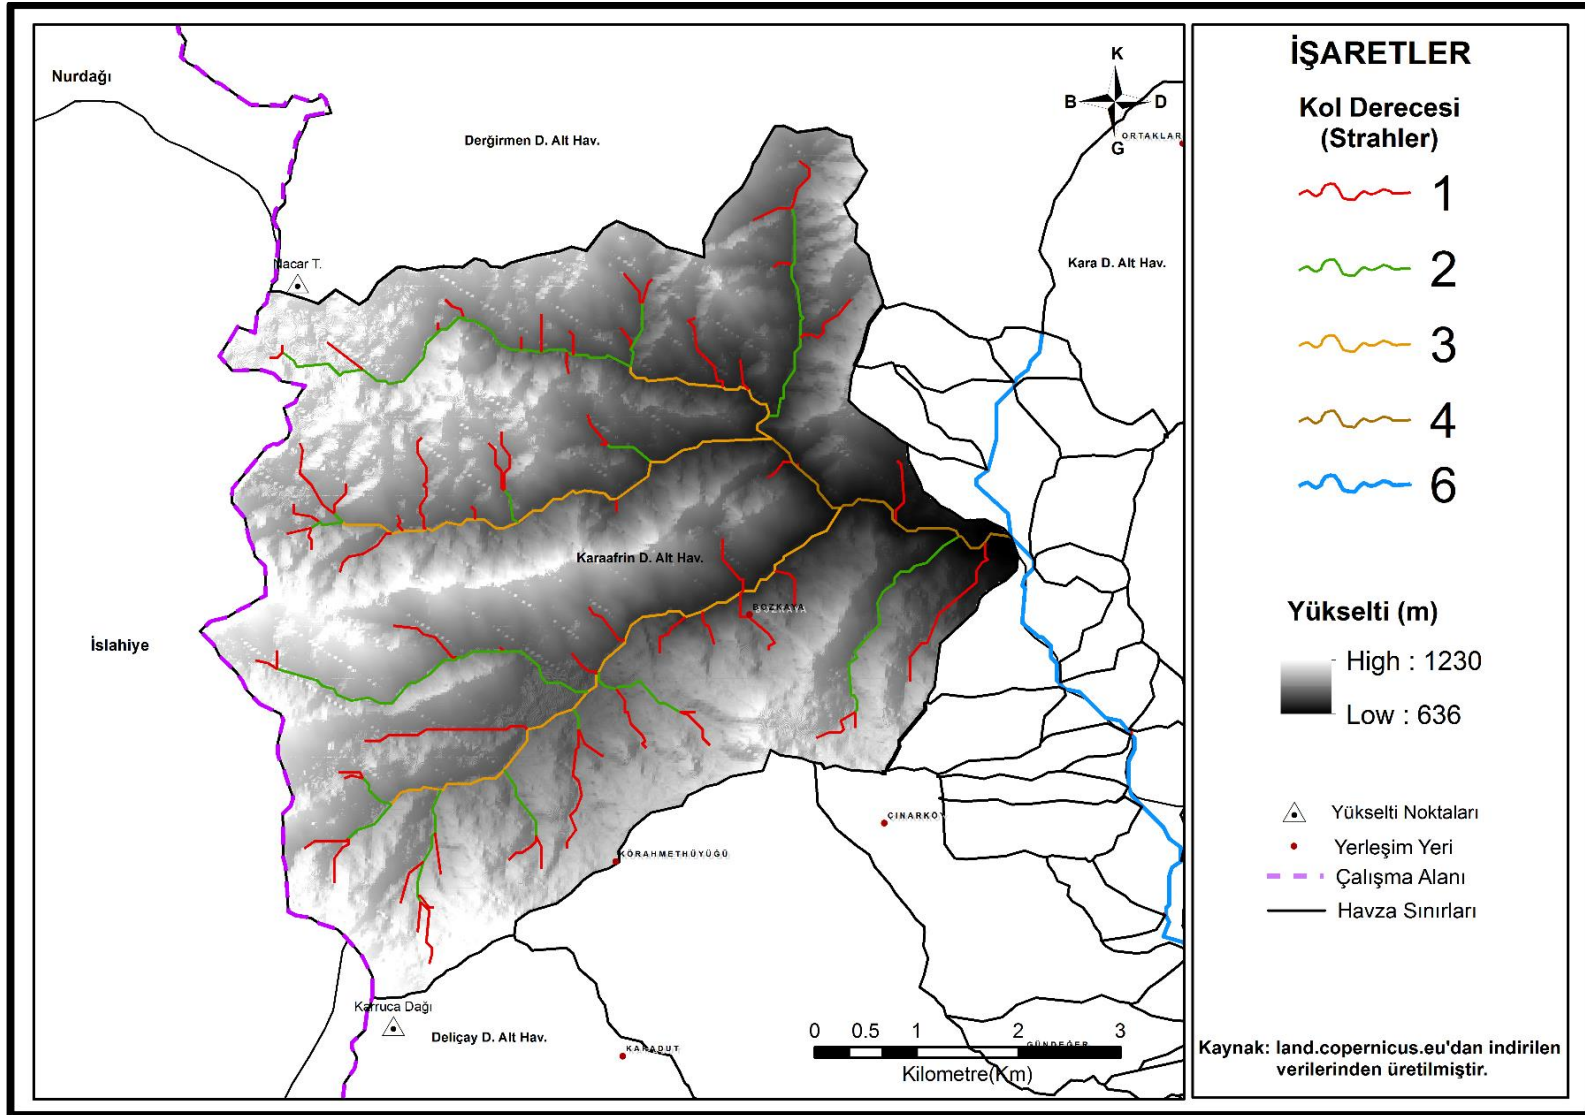 Nurdağı
Derğirmen D. Alt Hav.
K
B
D
G
ORTAKLAR
Nacar T.
Kara D. Alt Hav.
Karaafrin D. Alt Hav.
BOZKAYA
BOZKAYA
İslahiye
ÇINARKÖY
KÖRAHMETHÜYÜĞÜ
Karruca Dağı
Deliçay D. Alt Hav.
KARADUT
0 0.5 1 2 3
GÜNDEĞER
Kilometre(Km)
İŞARETLER
Kol Derecesi
(Strahler)
1
2
3
4
6
Yükselti (m)
High : 1230
Low : 636
Yükselti Noktaları
Yerleşim Yeri
Çalışma Alanı
Havza Sınırları
Kaynak: land.copernicus.eu'dan indirilen
verilerinden üretilmiştir.